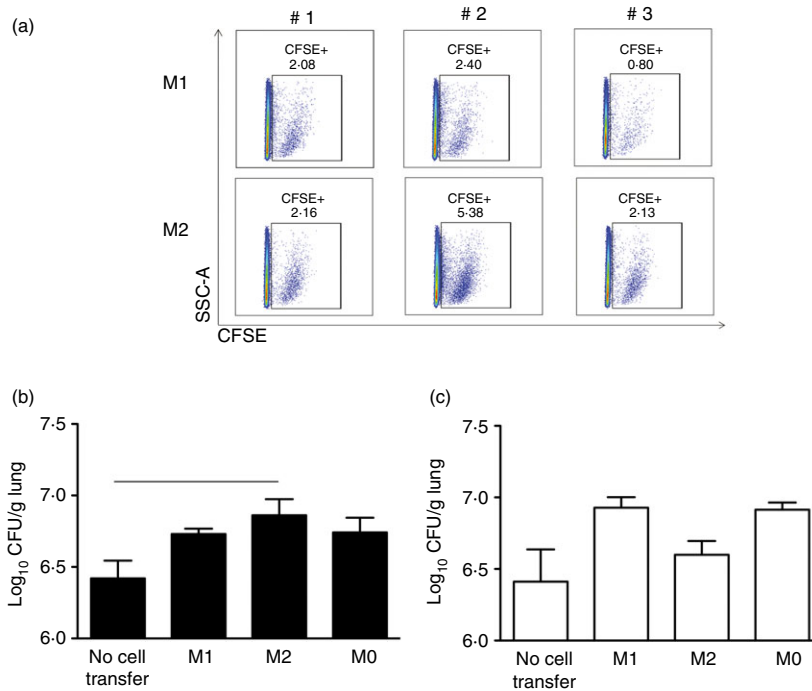 (a)
# 1
# 2
# 3
M1
CFSE+
2·08
CFSE+
2·40
CFSE+
0·80
M2
CFSE+
2·16
CFSE+
5·38
CFSE+
2·13
SSC-A
CFSE
(b)
7·5
7·0
6·5
6·0
Log10 CFU/g lung
No cell
transfer
M1
M2
M0
(c)
7·5
7·0
6·5
6·0
Log10 CFU/g lung
No cell
transfer
M1
M2
M0